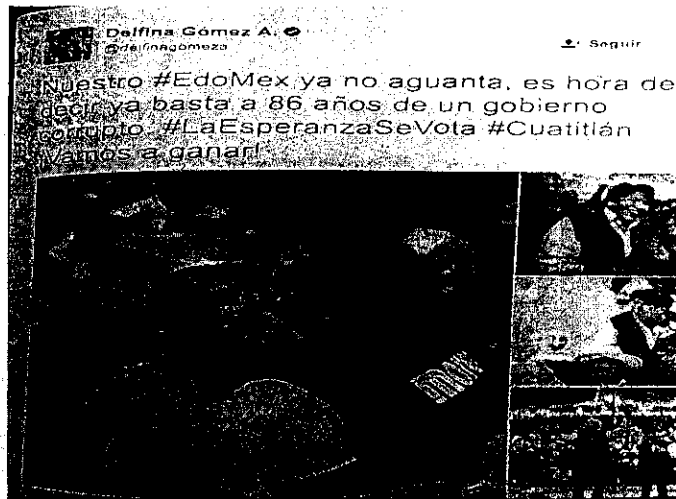 Delfina Gómez A.
@delfinagomeza
Seguir
Nuestro #EdoMex ya no aguanta, es hora de
decir ya basta a 86 años de un gobierno
corrupto. #LaEsperanzaSeVota #Cuatitlán
Vamos a ganar!